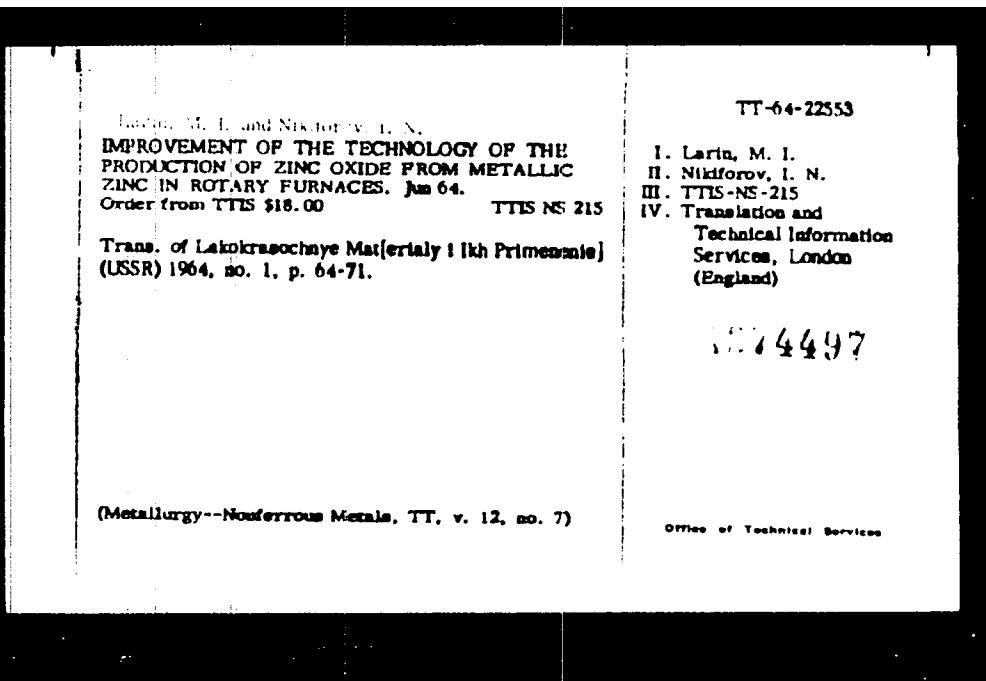 Larin, M. I. and Nikiforov, I. N.
IMPROVEMENT OF THE TECHNOLOGY OF THE
PRODUCTION OF ZINC OXIDE FROM METALLIC
ZINC IN ROTARY FURNACES. Jun 64.
Order from TTIS $18.00 TTIS NS 215
Trans. of Lakokrasochnye Mat[erialy i Ikh Primenenie]
(USSR) 1964, no. 1, p. 64-71.
(Metallurgy--Nonferrous Metals, TT, v. 12, no. 7)
TT-64-22553
I. Larin, M. I.
II. Nikiforov, I. N.
III. TTIS-NS-215
IV. Translation and
Technical Information
Services, London
(England)
4497
Office of Technical Services